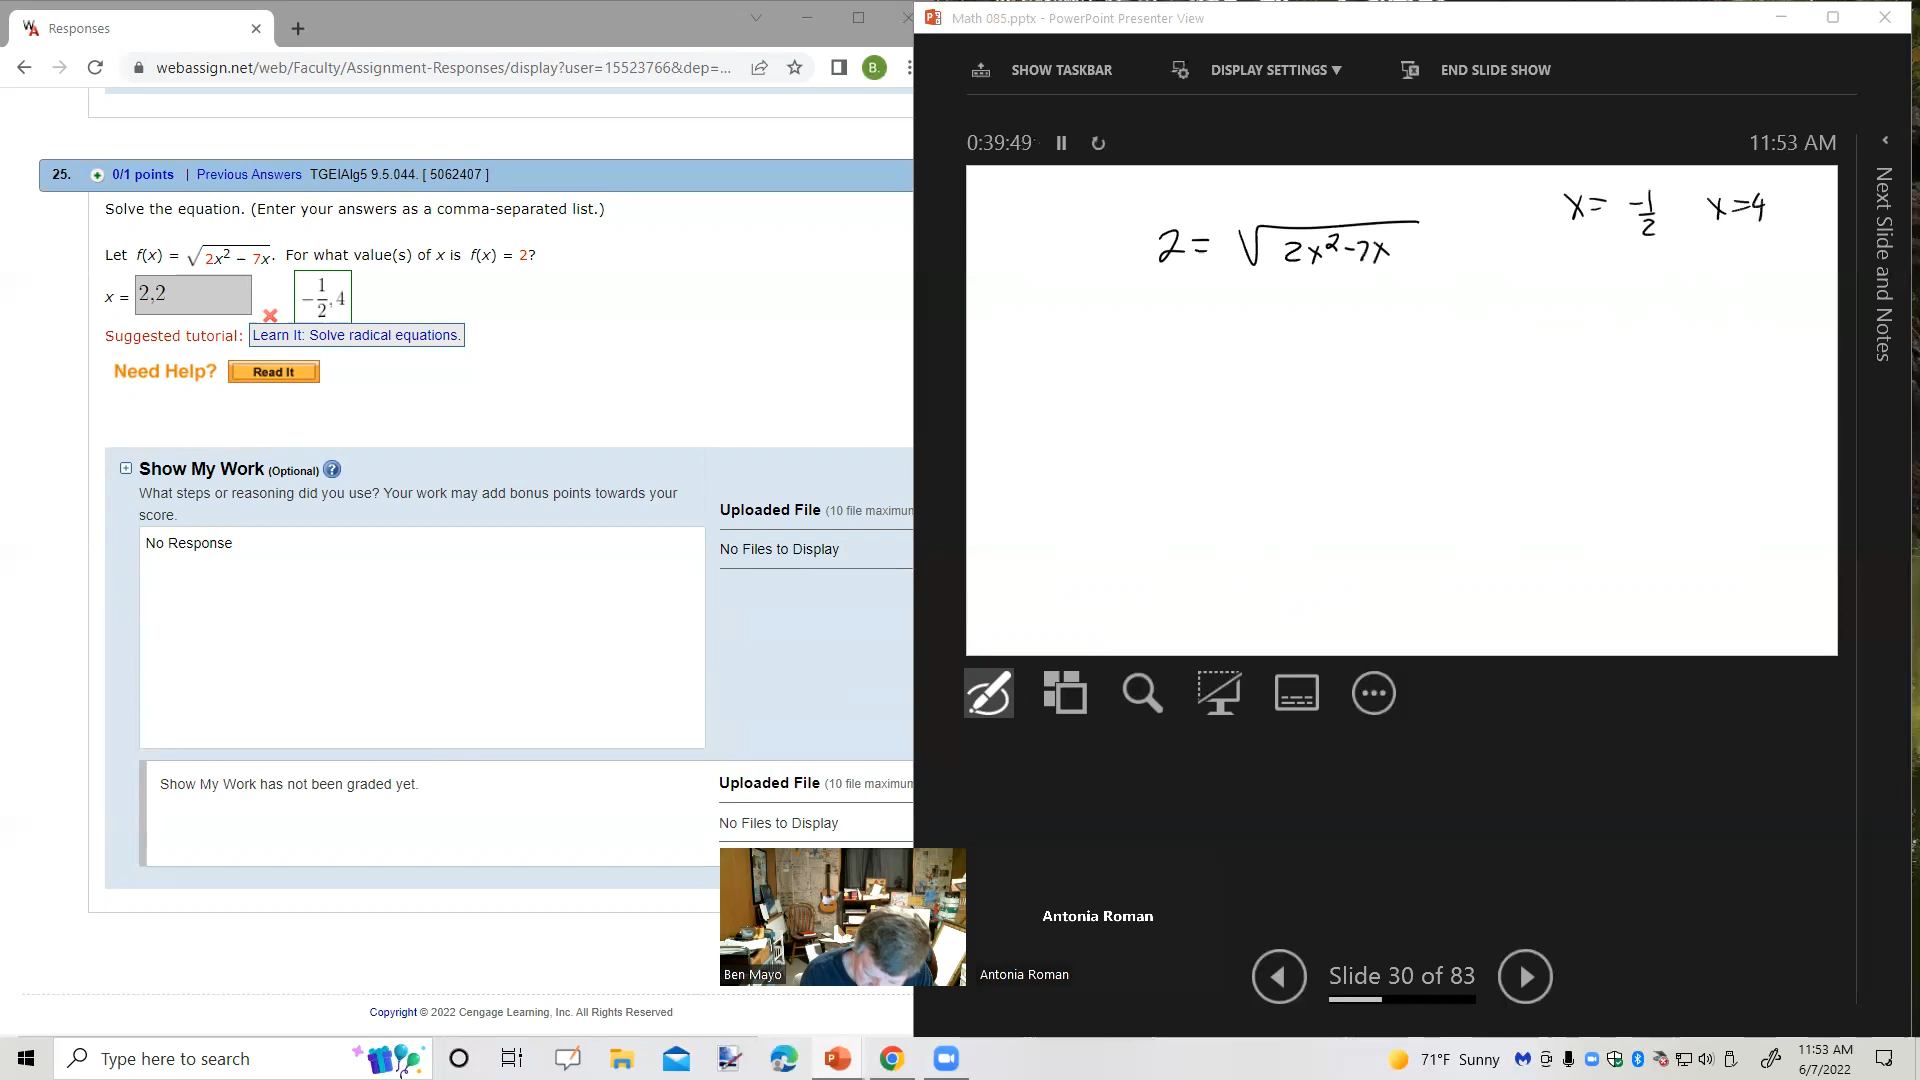 Responses
webassign.net/web/Faculty/Assignment-Responses/display?user=15523766&dep=...
B.
25. 0/1 points | Previous Answers TGEIAlg5 9.5.044. [ 5062407 ]
Solve the equation. (Enter your answers as a comma-separated list.)
Let f(x) = √2x² − 7x. For what value(s) of x is f(x) = 2?
x = 2,2 −1/2, 4
Suggested tutorial: Learn It: Solve radical equations.
Need Help? Read It
Show My Work (Optional) ?
What steps or reasoning did you use? Your work may add bonus points towards your
score.
No Response
Uploaded File (10 file maximum
No Files to Display
Show My Work has not been graded yet.
Uploaded File (10 file maximum
No Files to Display
Copyright © 2022 Cengage Learning, Inc. All Rights Reserved
Math 085.pptx - PowerPoint Presenter View
SHOW TASKBAR
DISPLAY SETTINGS ▼
END SLIDE SHOW
0:39:49
11:53 AM
x = -1/2 x=4
2 = √2x²-7x
Next Slide and Notes
Ben Mayo
Antonia Roman
Antonia Roman
Slide 30 of 83
Type here to search
71°F Sunny
11:53 AM
6/7/2022